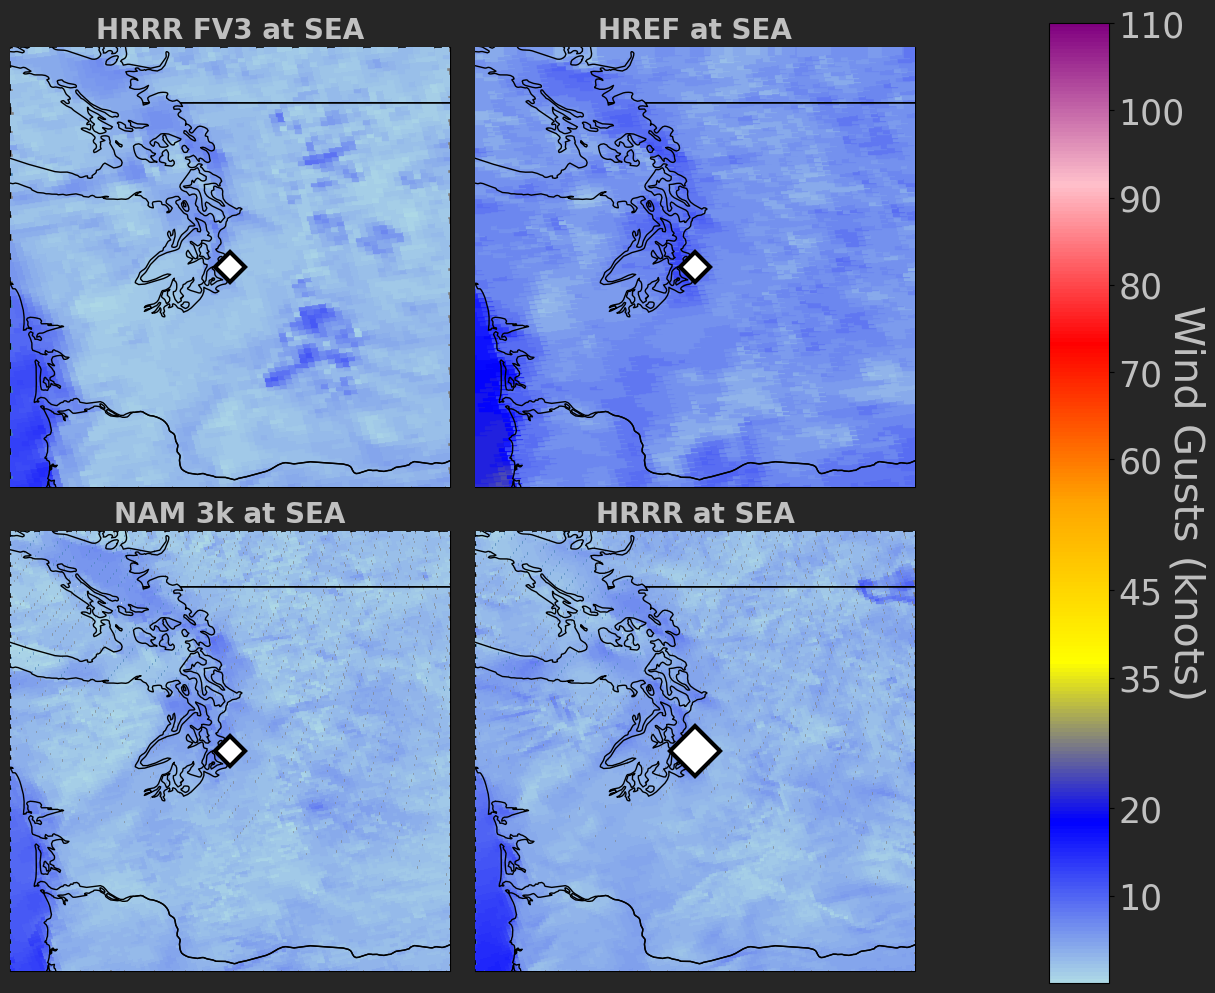 HRRR FV3 at SEA
HREF at SEA
NAM 3k at SEA
HRRR at SEA
110
100
90
80
70
60
45
35
20
10
Wind Gusts (knots)